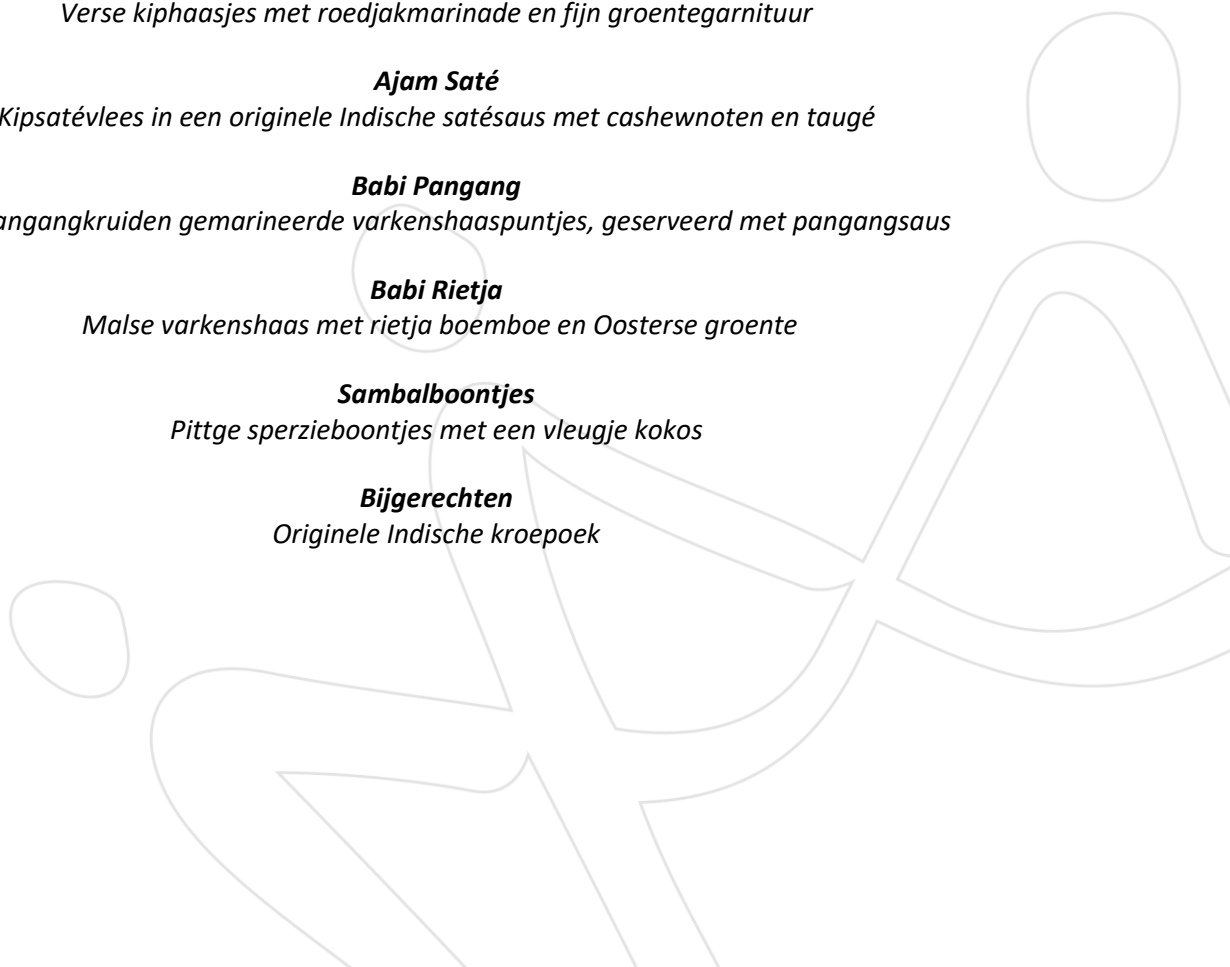 Verse kiphaasjes met roedjakmarinade en fijn groentegarnituur
Ajam Saté
Kipsatévlees in een originele Indische satésaus met cashewnoten en taugé
Babi Pangang
angangkruiden gemarineerde varkenshaaspuntjes, geserveerd met pangangsaus
Babi Rietja
Malse varkenshaas met rietja boemboe en Oosterse groente
Sambalboontjes
Pittge sperzieboontjes met een vleugje kokos
Bijgerechten
Originele Indische kroepoek